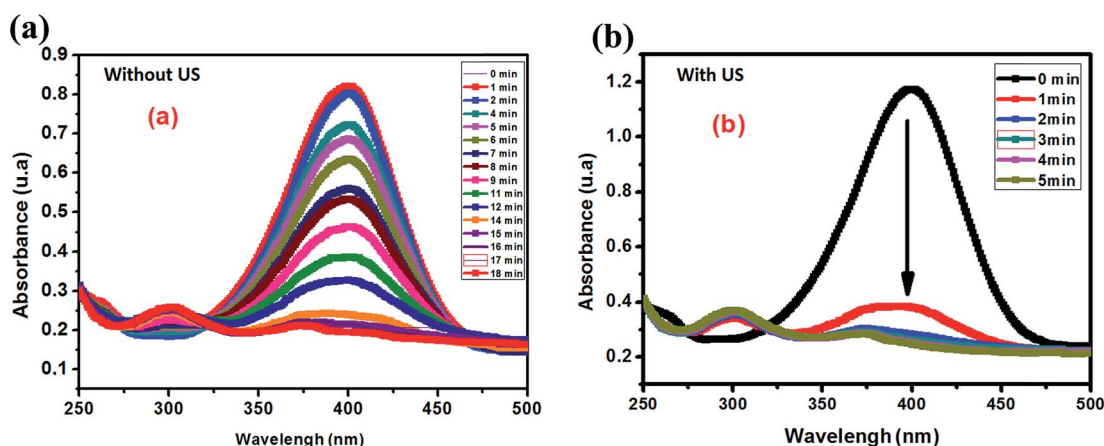 (a)
Without US
(a)
0 min
1 min
2 min
4 min
5 min
6 min
7 min
8 min
9 min
11 min
12 min
14 min
15 min
16 min
17 min
18 min
Absorbance (u.a)
0.9
0.8
0.7
0.6
0.5
0.4
0.3
0.2
0.1
250 300 350 400 450 500
Wavelengh (nm)
(b)
With US
(b)
0 min
1min
2min
3min
4min
5min
Absorbance (u.a)
1.2
1.0
0.8
0.6
0.4
0.2
250 300 350 400 450 500
Wavelengh (nm)